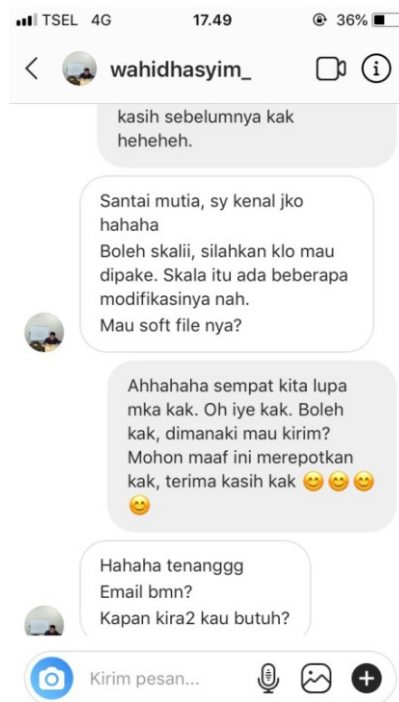 TSEL 4G 17.49 36%
wahidhasyim_
kasih sebelumnya kak
heheheh.
Santai mutia, sy kenal jko
hahaha
Boleh skalii, silahkan klo mau
dipake. Skala itu ada beberapa
modifikasinya nah.
Mau soft file nya?
Ahhahaha sempat kita lupa
mka kak. Oh iye kak. Boleh
kak, dimanaki mau kirim?
Mohon maaf ini merepotkan
kak, terima kasih kak 😊 😊 😊
😊
Hahaha tenanggg
Email bmn?
Kapan kira2 kau butuh?
Kirim pesan...